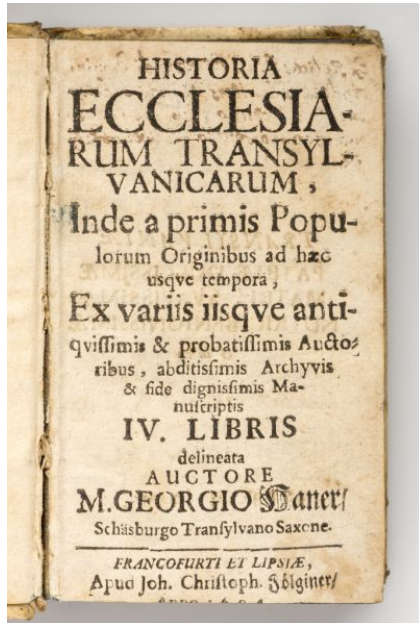 HISTORIA
ECCLESIA-
RUM TRANSYL-
VANICARUM,
Inde a primis Popu-
lorum Originibus ad hæc
usqve tempora,
Ex variis iisqve anti-
qviſſimis & probatiſſimis Aucto⸗
ribus, abditisſimis Archyvis
& fide dignisſimis Ma-
nuſcriptis
IV. LIBRIS
delineata
AUCTORE
M. GEORGIO Haner/
Schäsburgo Tranſylvano Saxone.
FRANCOFURTI ET LIPSIÆ,
Apud Joh. Chriſtoph. Fölginer/